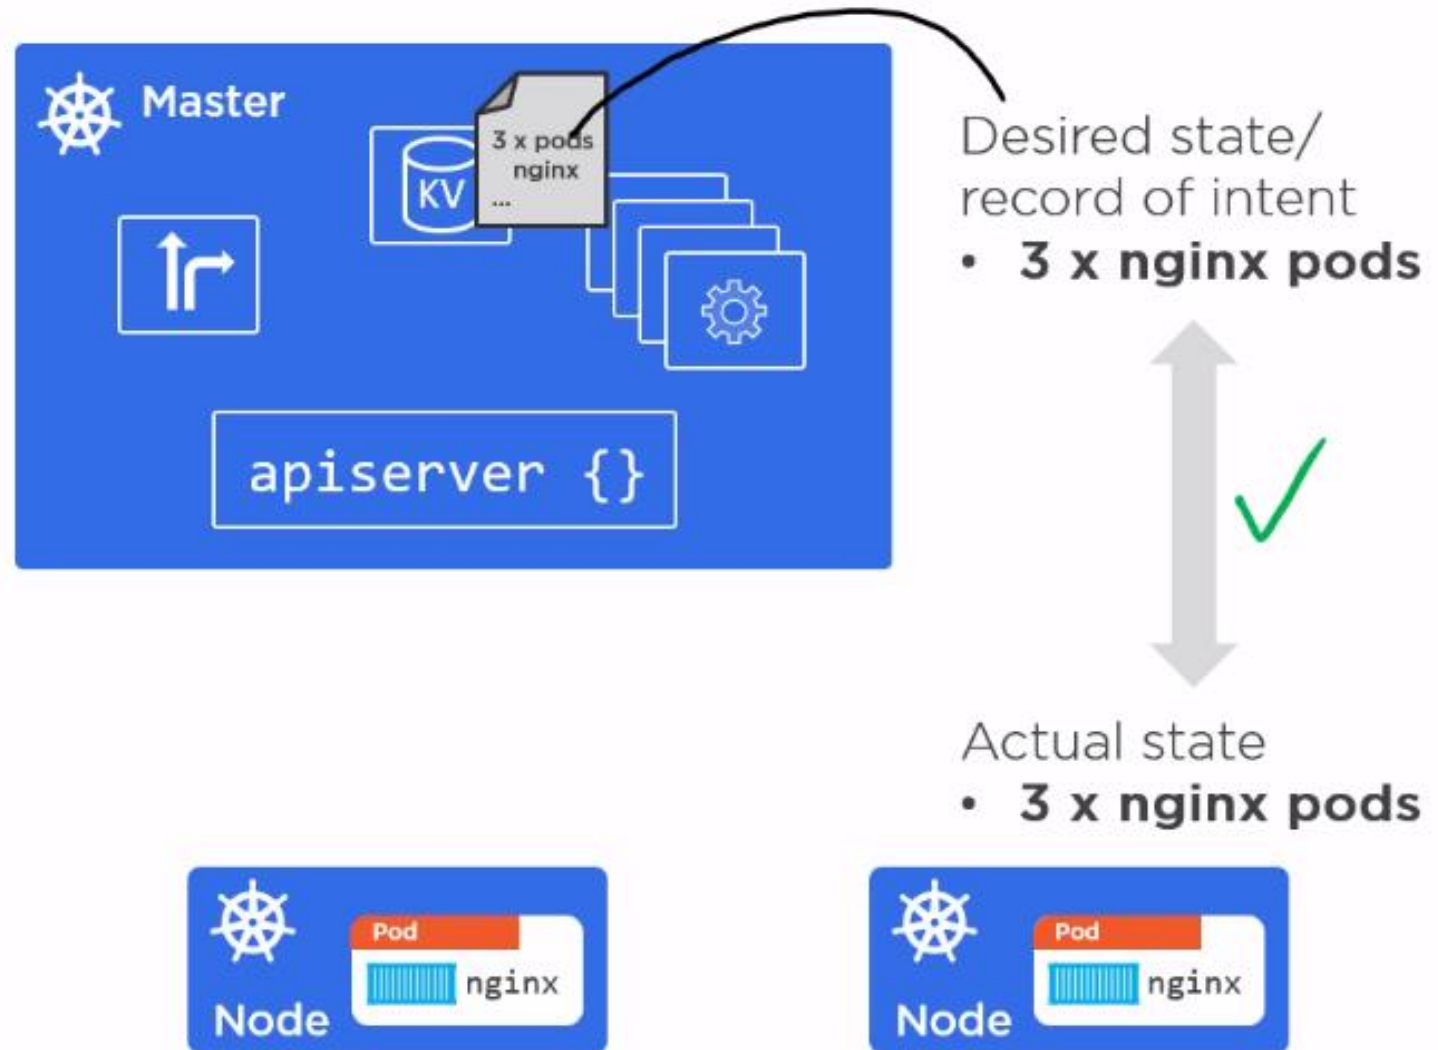 Master
KV
3 x pods
nginx
...
apiserver {}
Desired state/
record of intent
• 3 x nginx pods
Actual state
• 3 x nginx pods
Pod
nginx
Node
Pod
nginx
Node